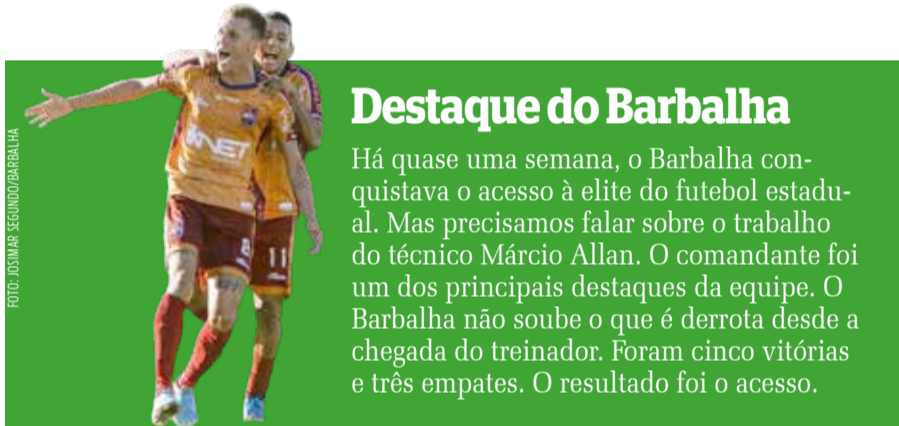 Destaque do Barbalha
Há quase uma semana, o Barbalha con-
quistava o acesso à elite do futebol estadu-
al. Mas precisamos falar sobre o trabalho
do técnico Márcio Allan. O comandante foi
um dos principais destaques da equipe. O
Barbalha não soube o que é derrota desde a
chegada do treinador. Foram cinco vitórias
e três empates. O resultado foi o acesso.
FOTO: JOSIMAR SEGUNDO/BARBALHA
NET
8
11